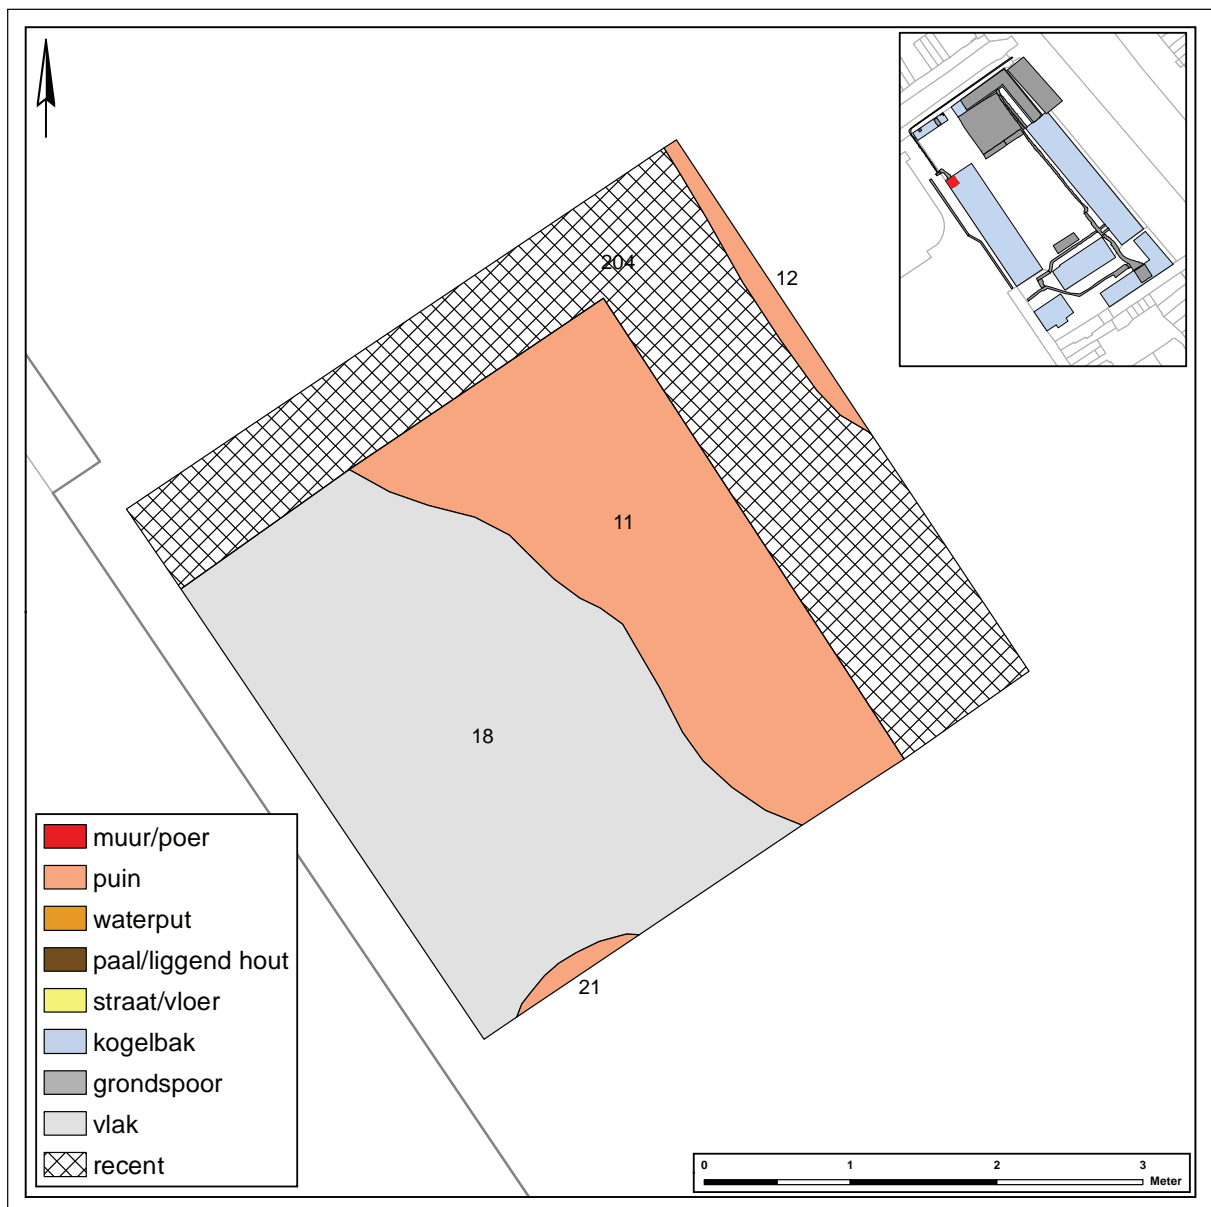 204
12
11
18
21
muur/poer
puin
waterput
paal/liggend hout
straat/vloer
kogelbak
grondspoor
vlak
recent
0 1 2 3
Meter